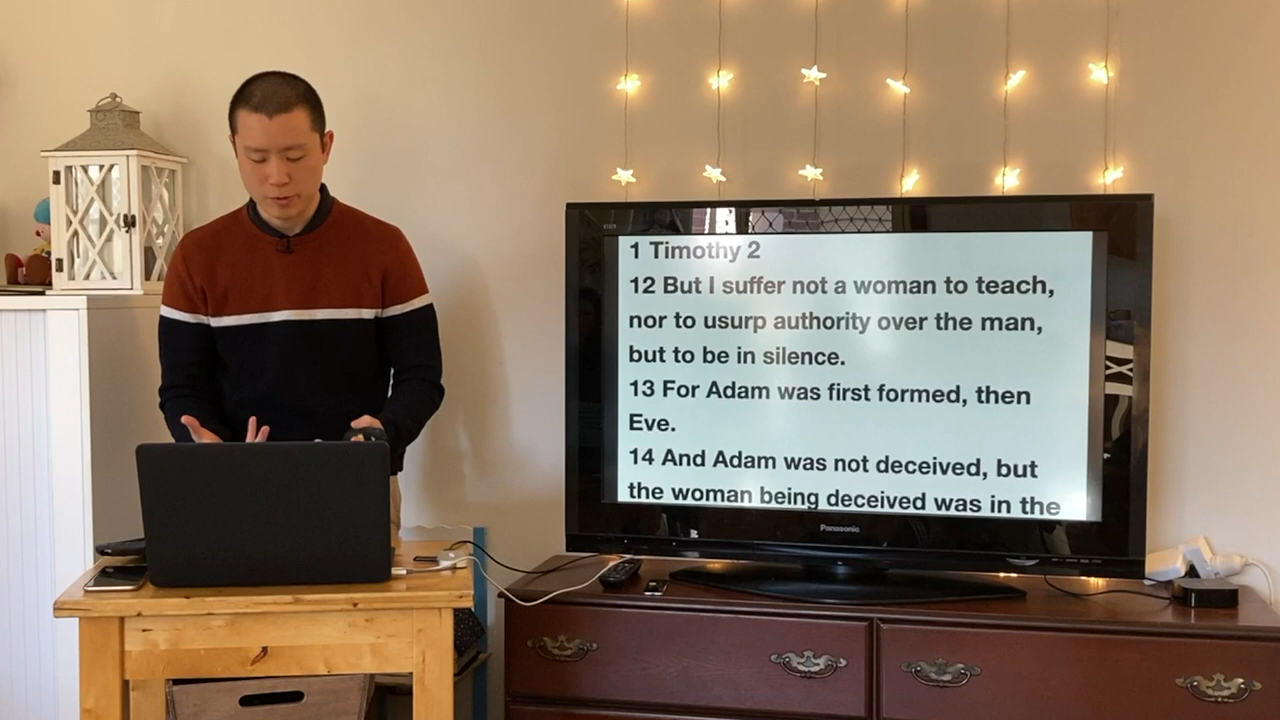 1 Timothy 2
12 But I suffer not a woman to teach,
nor to usurp authority over the man,
but to be in silence.
13 For Adam was first formed, then
Eve.
14 And Adam was not deceived, but
the woman being deceived was in the
Panasonic